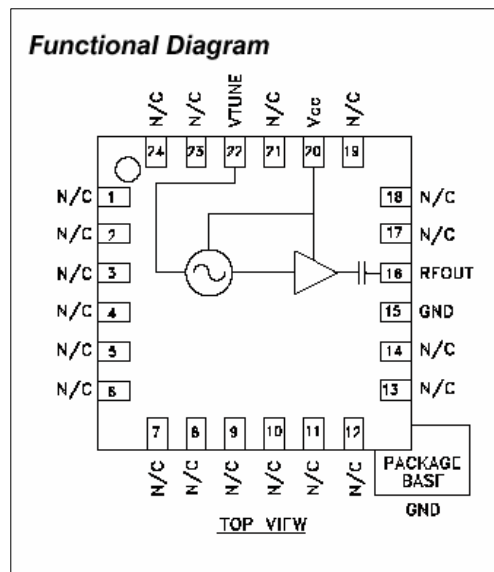 Functional Diagram
N/C N/C VTUNE N/C Vcc N/C
24 23 22 21 20 19
N/C 1 18 N/C
N/C 2 17 N/C
N/C 3 16 RFOUT
N/C 4 15 GND
N/C 5 14 N/C
N/C 6 13 N/C
7 8 9 10 11 12
N/C N/C N/C N/C N/C N/C
PACKAGE
BASE
GND
TOP VIEW